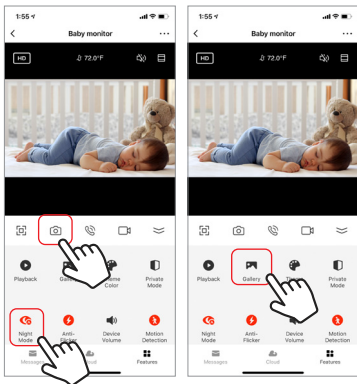 1:55
Baby monitor
HD
72.0°F
Playback
Color
Private
Mode
Night
Mode
Anti-
Flicker
Device
Volume
Motion
Detection
Messages
Cloud
Features
1:55
Baby monitor
HD
72.0°F
Playback
Gallery
Private
Mode
Night
Mode
Anti-
Flicker
Device
Volume
Motion
Detection
Messages
Cloud
Features